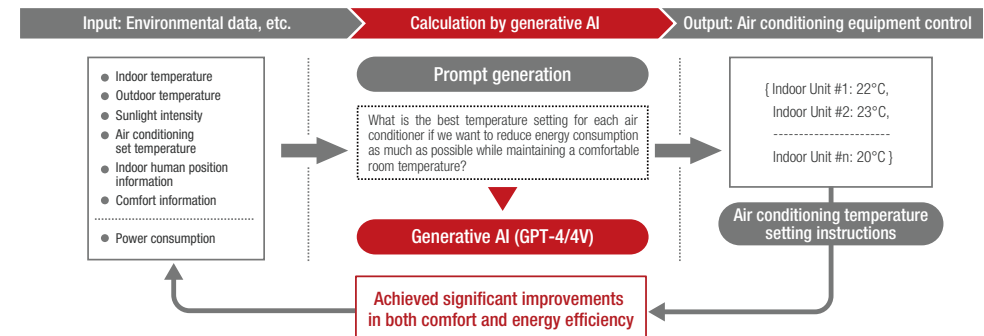 Input: Environmental data, etc.
Calculation by generative AI
Output: Air conditioning equipment control
Indoor temperature
Outdoor temperature
Sunlight intensity
Air conditioning
set temperature
Indoor human position
information
Comfort information
Power consumption
Prompt generation
What is the best temperature setting for each air
conditioner if we want to reduce energy consumption
as much as possible while maintaining a comfortable
room temperature?
Generative AI (GPT-4/4V)
{ Indoor Unit #1: 22°C,
Indoor Unit #2: 23°C,
-----------------------
Indoor Unit #n: 20°C }
Air conditioning temperature
setting instructions
Achieved significant improvements
in both comfort and energy efficiency